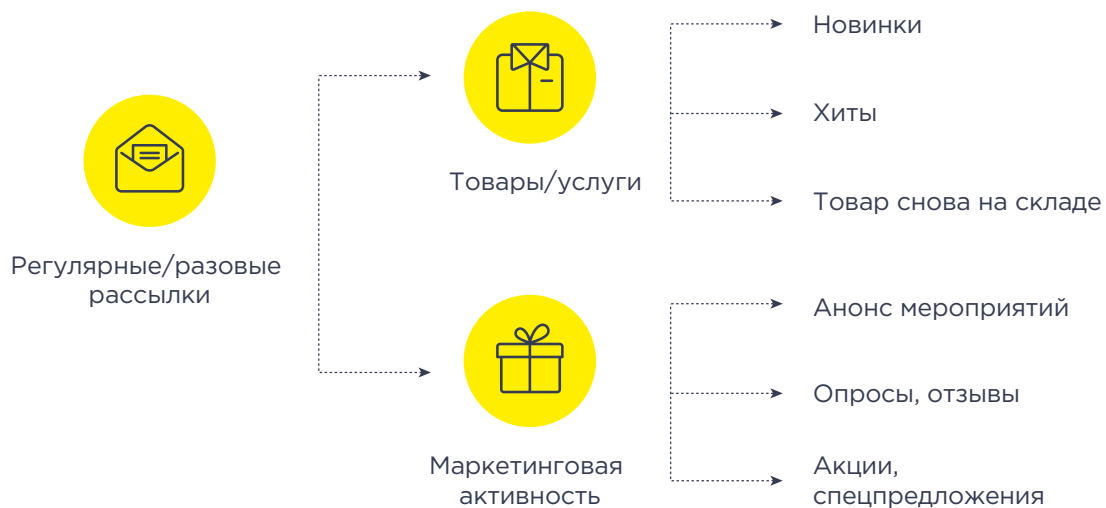 Регулярные/разовые
рассылки
Товары/услуги
Новинки
Хиты
Товар снова на складе
Маркетинговая
активность
Анонс мероприятий
Опросы, отзывы
Акции,
спецпредложения